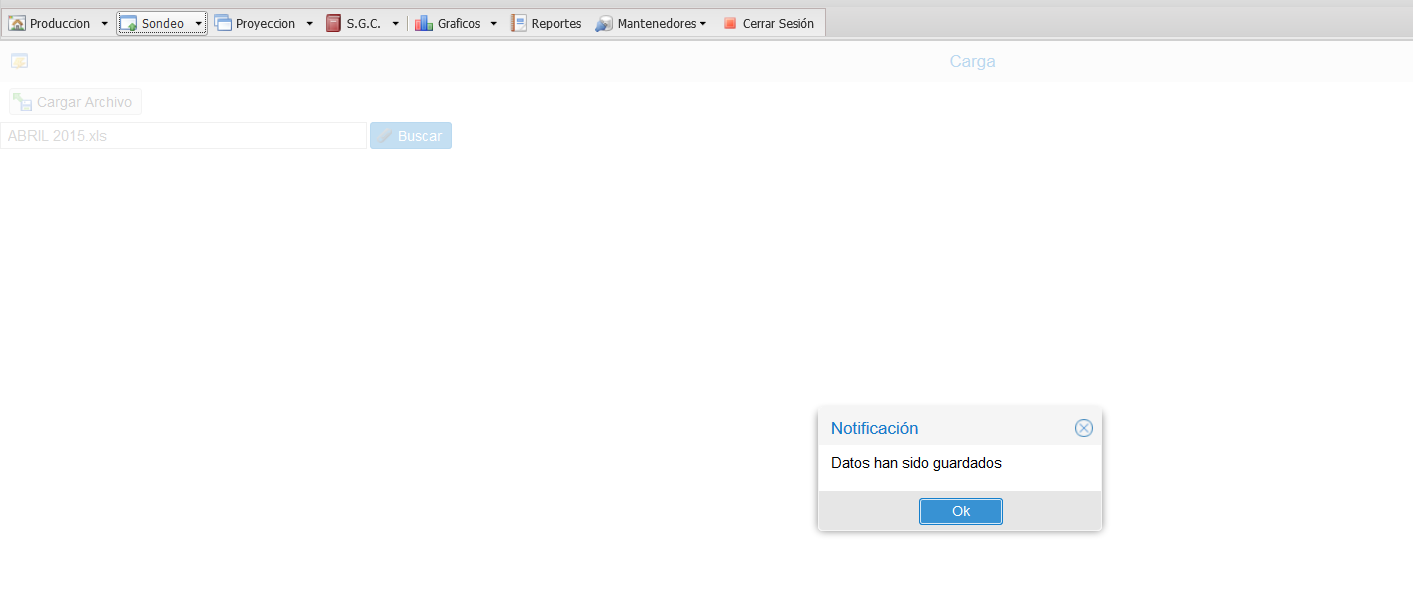 Produccion Sondeo Proyeccion S.G.C. Graficos Reportes Mantenedores Cerrar Sesión
Carga
Cargar Archivo
ABRIL 2015.xls Buscar
Notificación
Datos han sido guardados
Ok